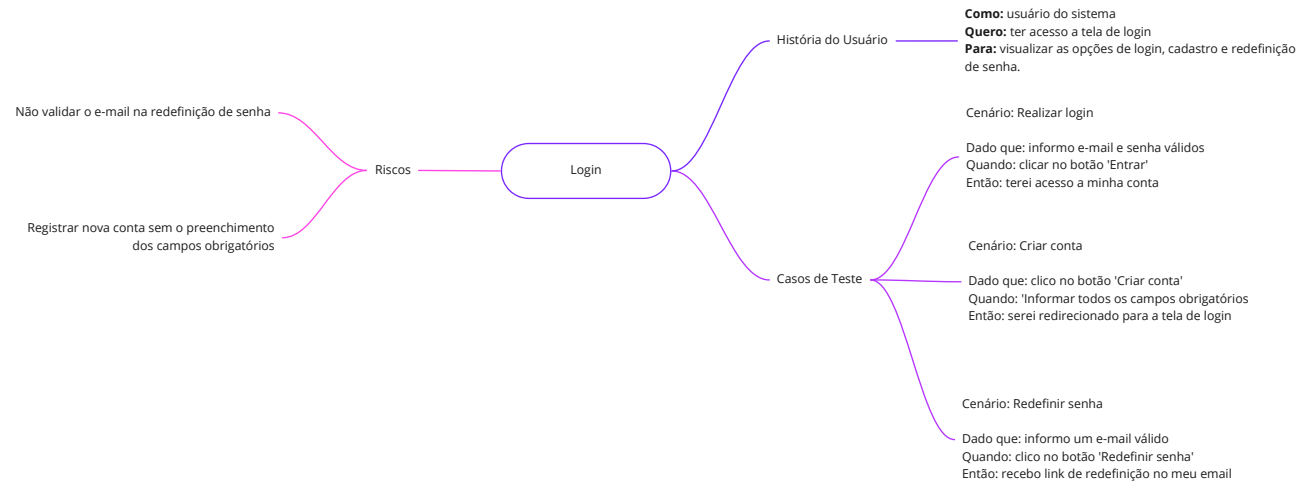 História do Usuário
Como: usuário do sistema
Quero: ter acesso a tela de login
Para: visualizar as opções de login, cadastro e redefinição
de senha.
Não validar o e-mail na redefinição de senha
Riscos
Login
Registrar nova conta sem o preenchimento
dos campos obrigatórios
Casos de Teste
Cenário: Realizar login
Dado que: informo e-mail e senha válidos
Quando: clicar no botão 'Entrar'
Então: terei acesso a minha conta
Cenário: Criar conta
Dado que: clico no botão 'Criar conta'
Quando: 'Informar todos os campos obrigatórios
Então: serei redirecionado para a tela de login
Cenário: Redefinir senha
Dado que: informo um e-mail válido
Quando: clico no botão 'Redefinir senha'
Então: recebo link de redefinição no meu email